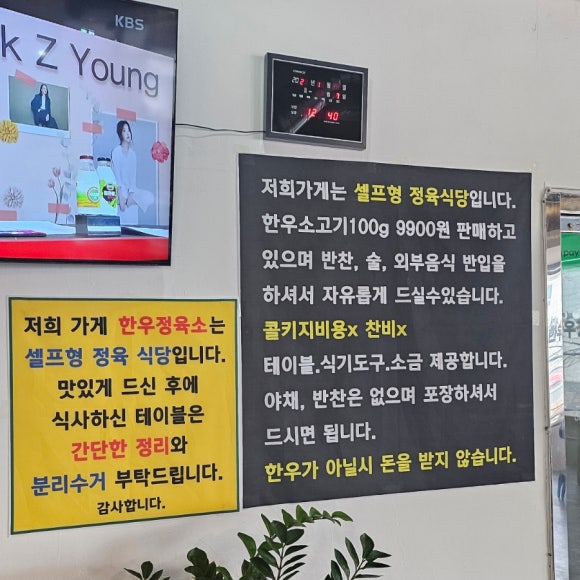 KBS
k Z Young
12 40
저희가게는 셀프형 정육식당입니다.
한우소고기100g 9900원 판매하고
있으며 반찬, 술, 외부음식 반입을
하셔서 자유롭게 드실수있습니다.
콜키지비용x 찬비x
테이블.식기도구.소금 제공합니다.
야채, 반찬은 없으며 포장하셔서
드시면 됩니다.
한우가 아닐시 돈을 받지 않습니다.
저희 가게 한우정육소는
셀프형 정육 식당입니다.
맛있게 드신 후에
식사하신 테이블은
간단한 정리와
분리수거 부탁드립니다.
감사합니다.
pay